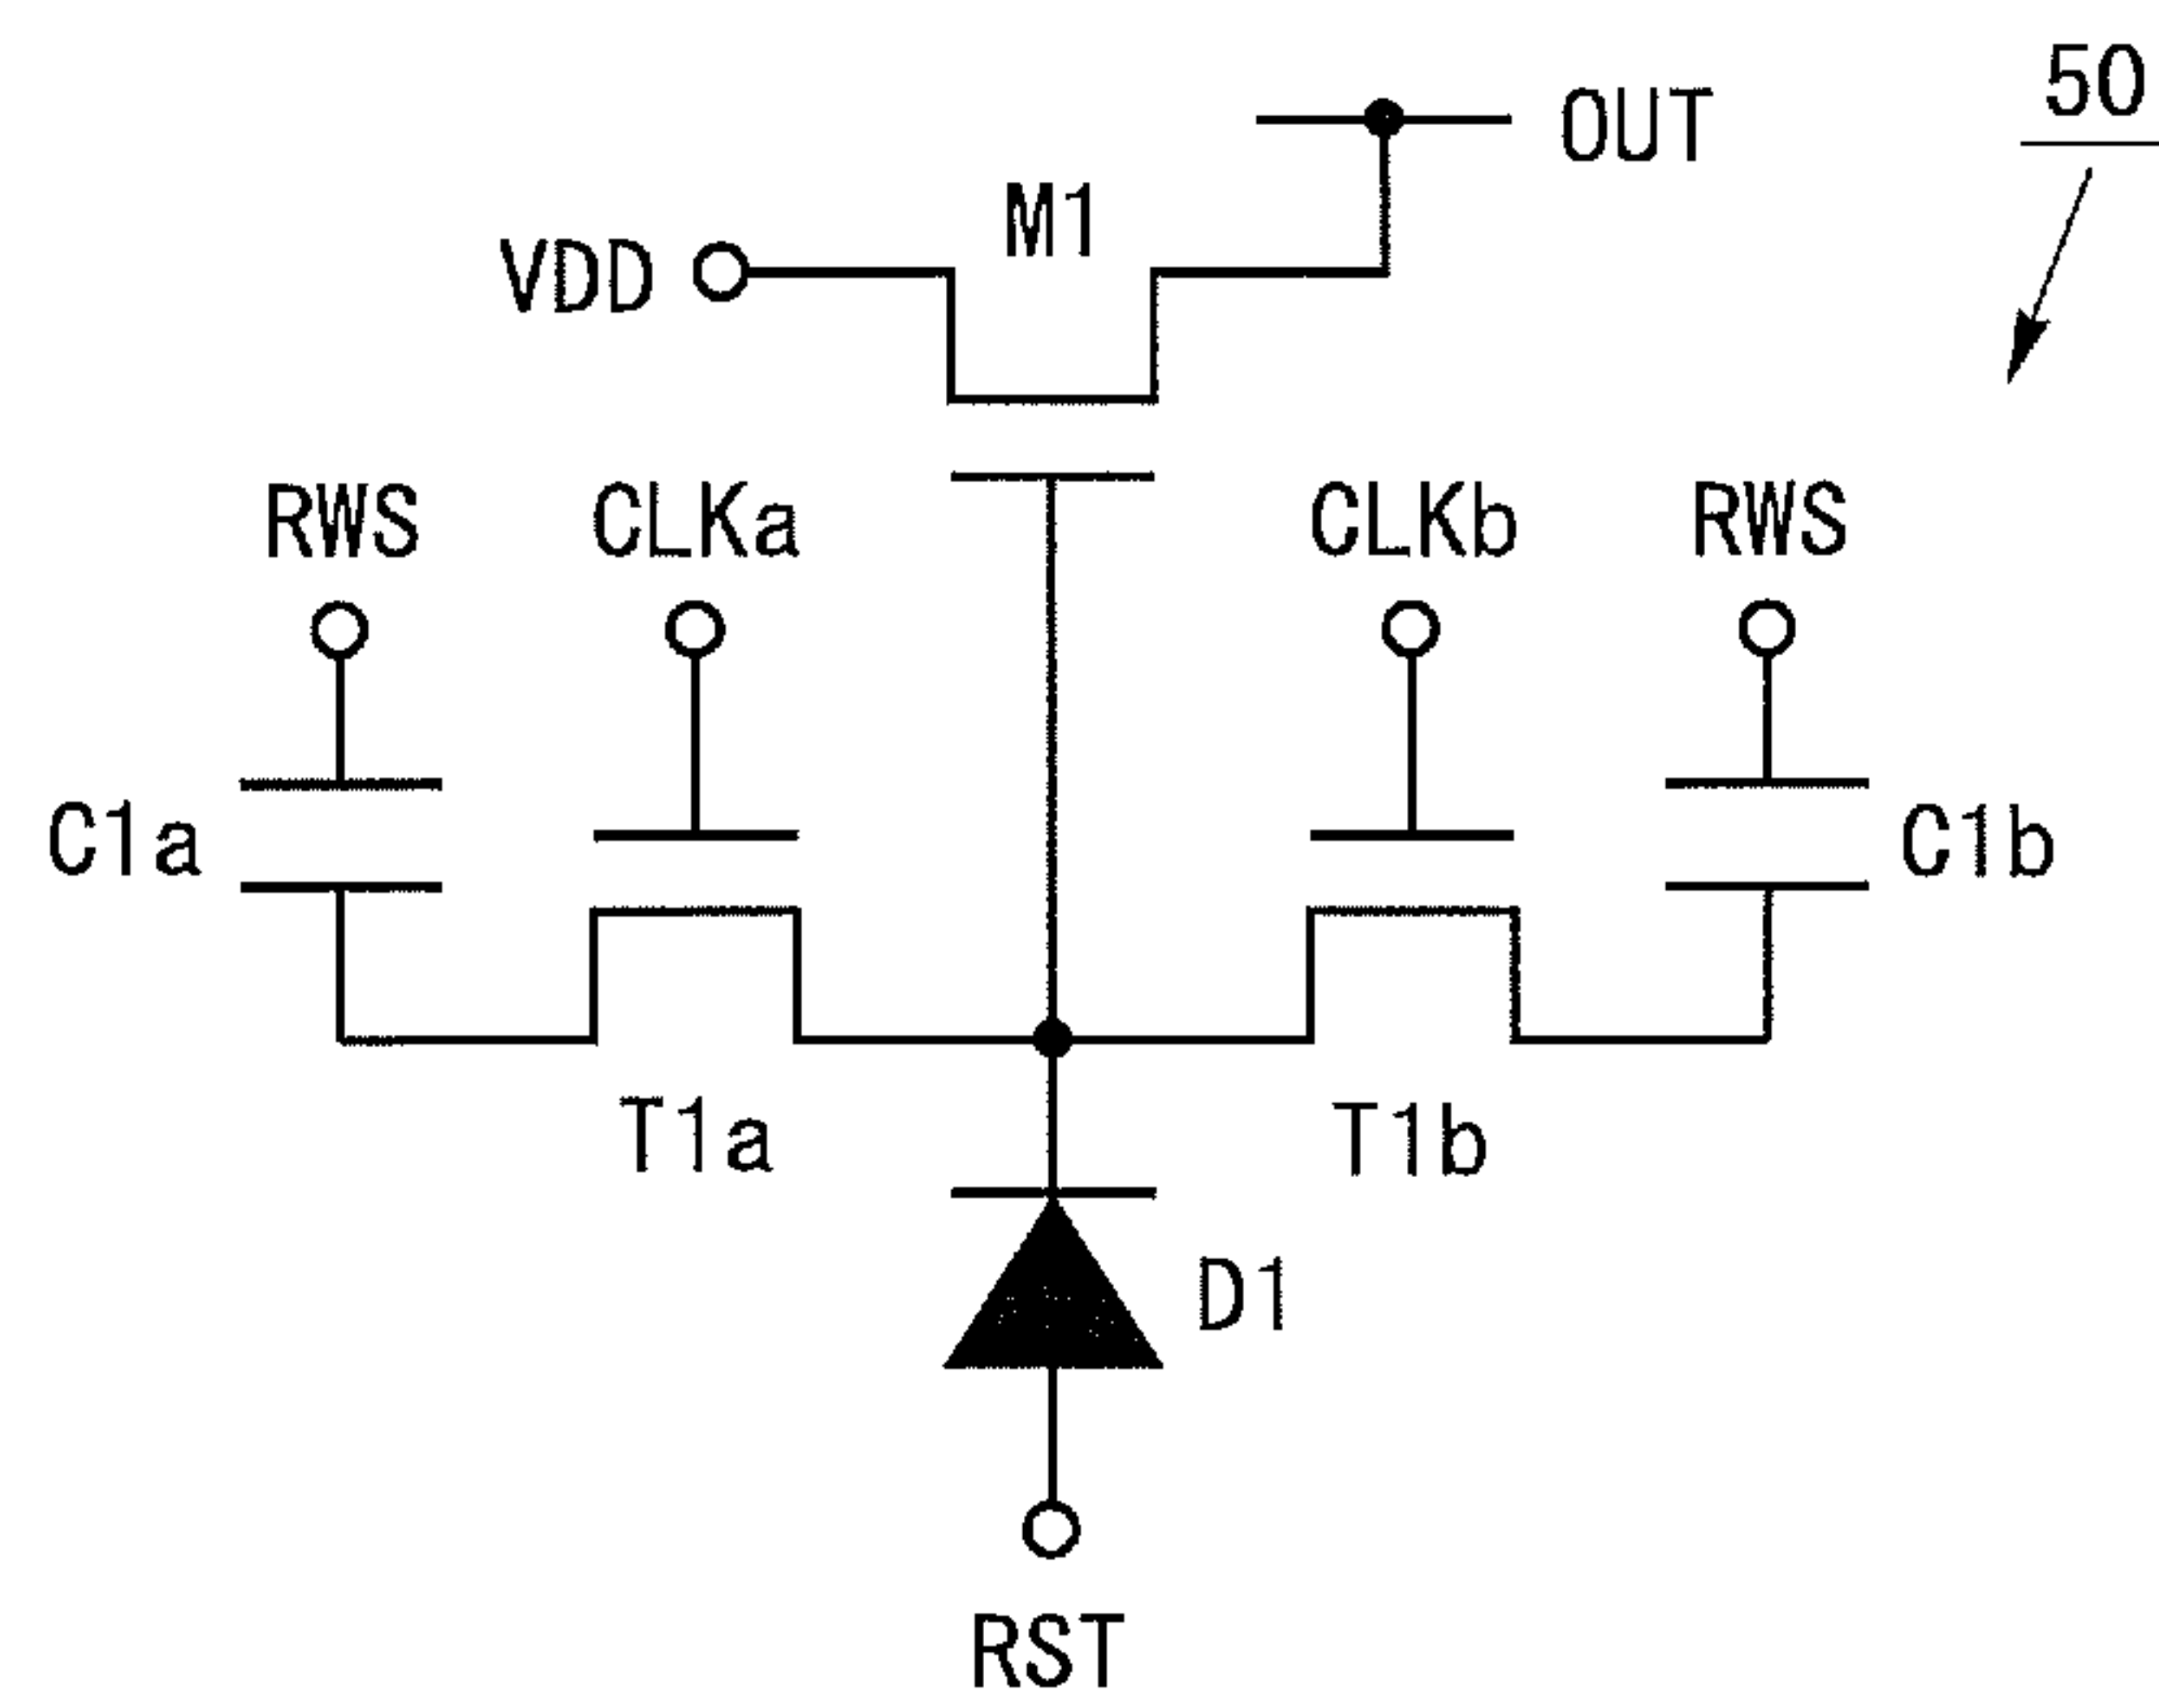 50
OUT
M1
VDD
RWS
CLKa
CLKb
RWS
C1a
C1b
T1a
T1b
D1
RST